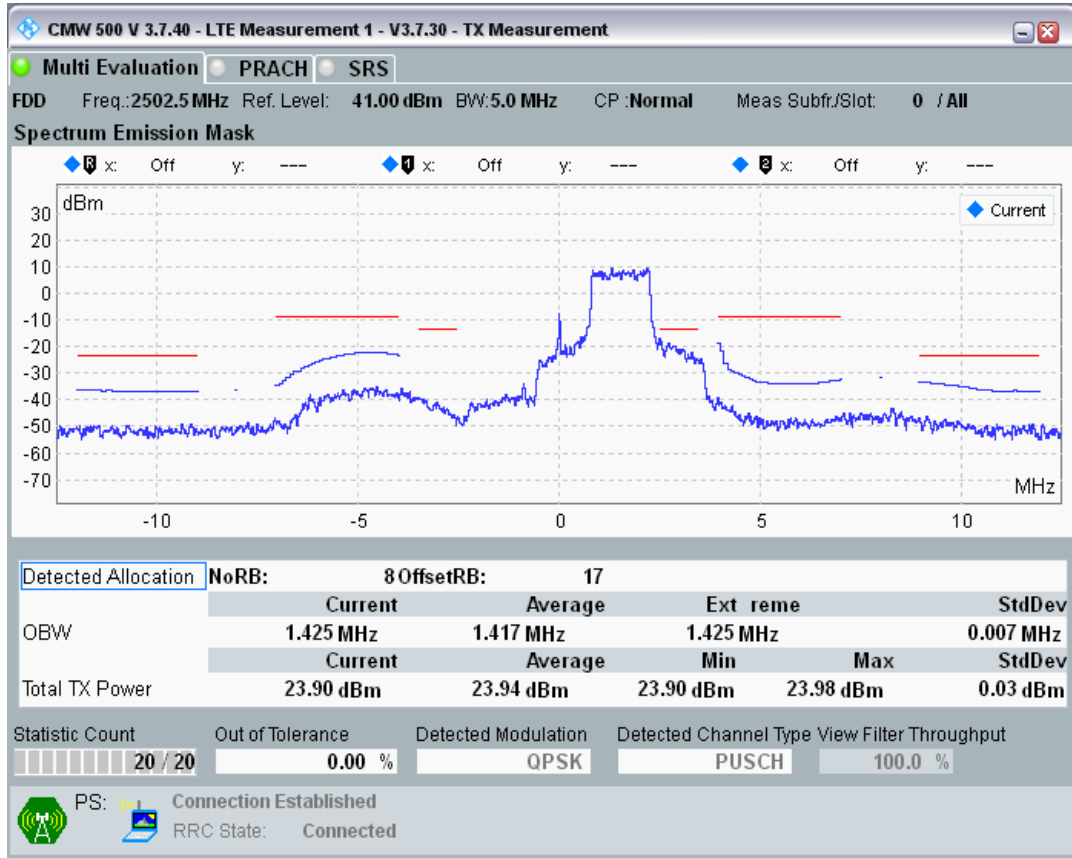 CMW 500 V 3.7.40 - LTE Measurement 1 - V3.7.30 - TX Measurement
Multi Evaluation PRACH SRS
FDD Freq.:2502.5 MHz Ref. Level: 41.00 dBm BW:5.0 MHz CP :Normal Meas Subfr./Slot: 0 / All
Spectrum Emission Mask
R x: Off y: --- 1 x: Off y: --- 2 x: Off y: ---
dBm
Current
30
20
10
0
-10
-20
-30
-40
-50
-60
-70
MHz
-10 -5 0 5 10
Detected Allocation NoRB: 8 OffsetRB: 17
Current Average Ext reme StdDev
OBW 1.425 MHz 1.417 MHz 1.425 MHz 0.007 MHz
Current Average Min Max StdDev
Total TX Power 23.90 dBm 23.94 dBm 23.90 dBm 23.98 dBm 0.03 dBm
Statistic Count Out of Tolerance Detected Modulation Detected Channel Type View Filter Throughput
20 / 20 0.00 % QPSK PUSCH 100.0 %
PS: Connection Established
RRC State: Connected